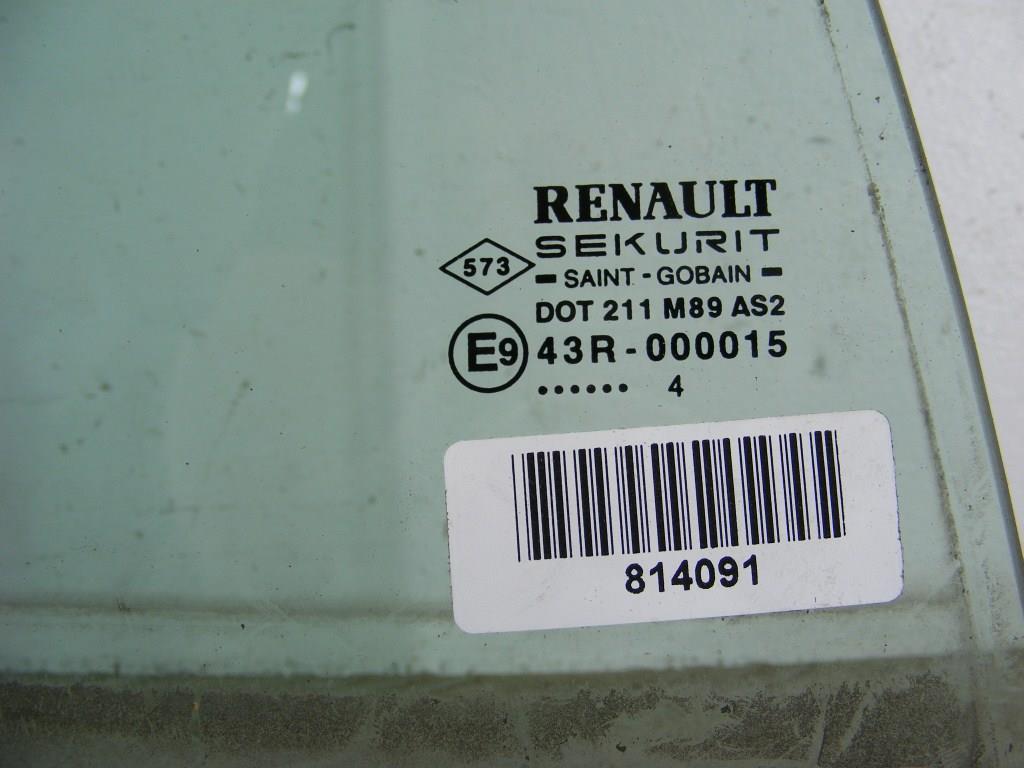 RENAULT
SEKURIT
573
SAINT - GOBAIN
DOT 211 M89 AS2
E9 43R-000015
•••••• 4
814091